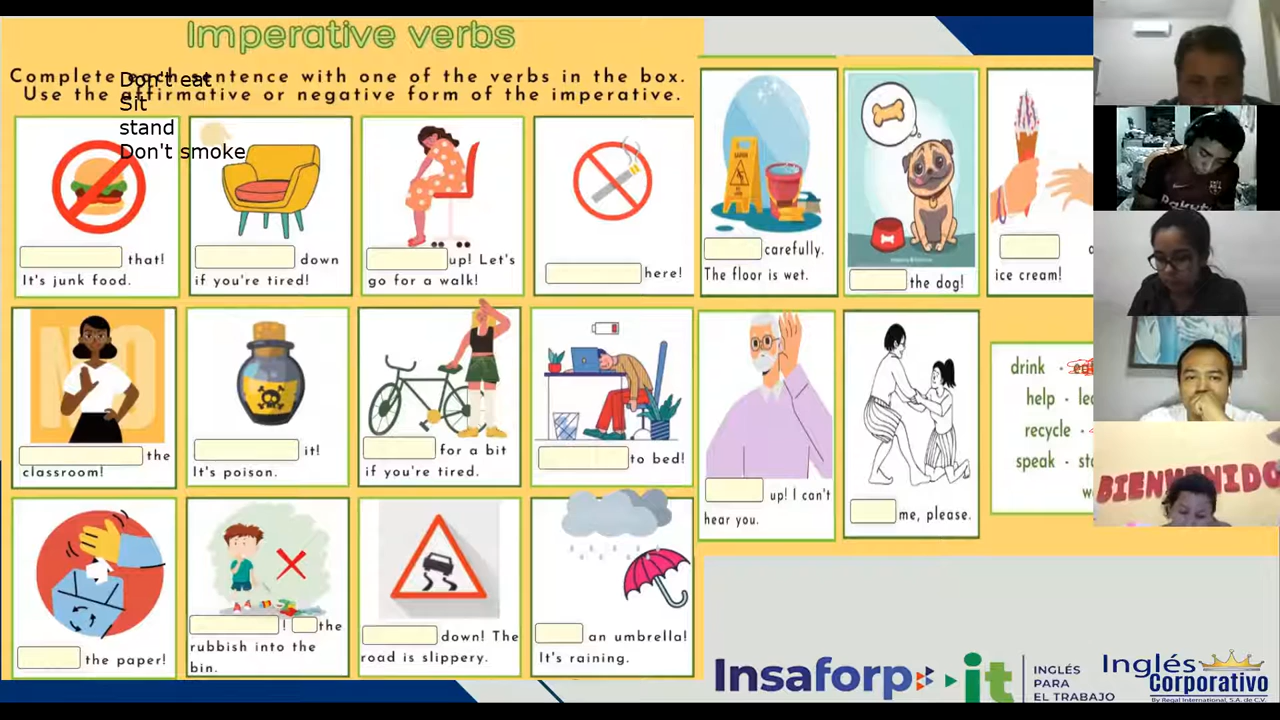 Imperative verbs
Complete each sentence with one of the verbs in the box.
Use the affirmative or negative form of the imperative.
Don't eat
Sit
stand
Don't smoke
that!
It's junk food.
down
if you're tired!
up! Let's
go for a walk!
here!
carefully.
The floor is wet.
the dog!
ice cream!
NO
the
classroom!
it!
It's poison.
for a bit
if you're tired.
to bed!
up! I can't
hear you.
me, please.
drink ·
help ·
recycle ·
speak ·
the paper!
! the
rubbish into the
bin.
down! The
road is slippery.
an umbrella!
It's raining.
BIENVENIDO
Insaforp
it
INGLÉS
PARA
EL TRABAJO
Inglés
Corporativo
By Regal International, S.A. de C.V.